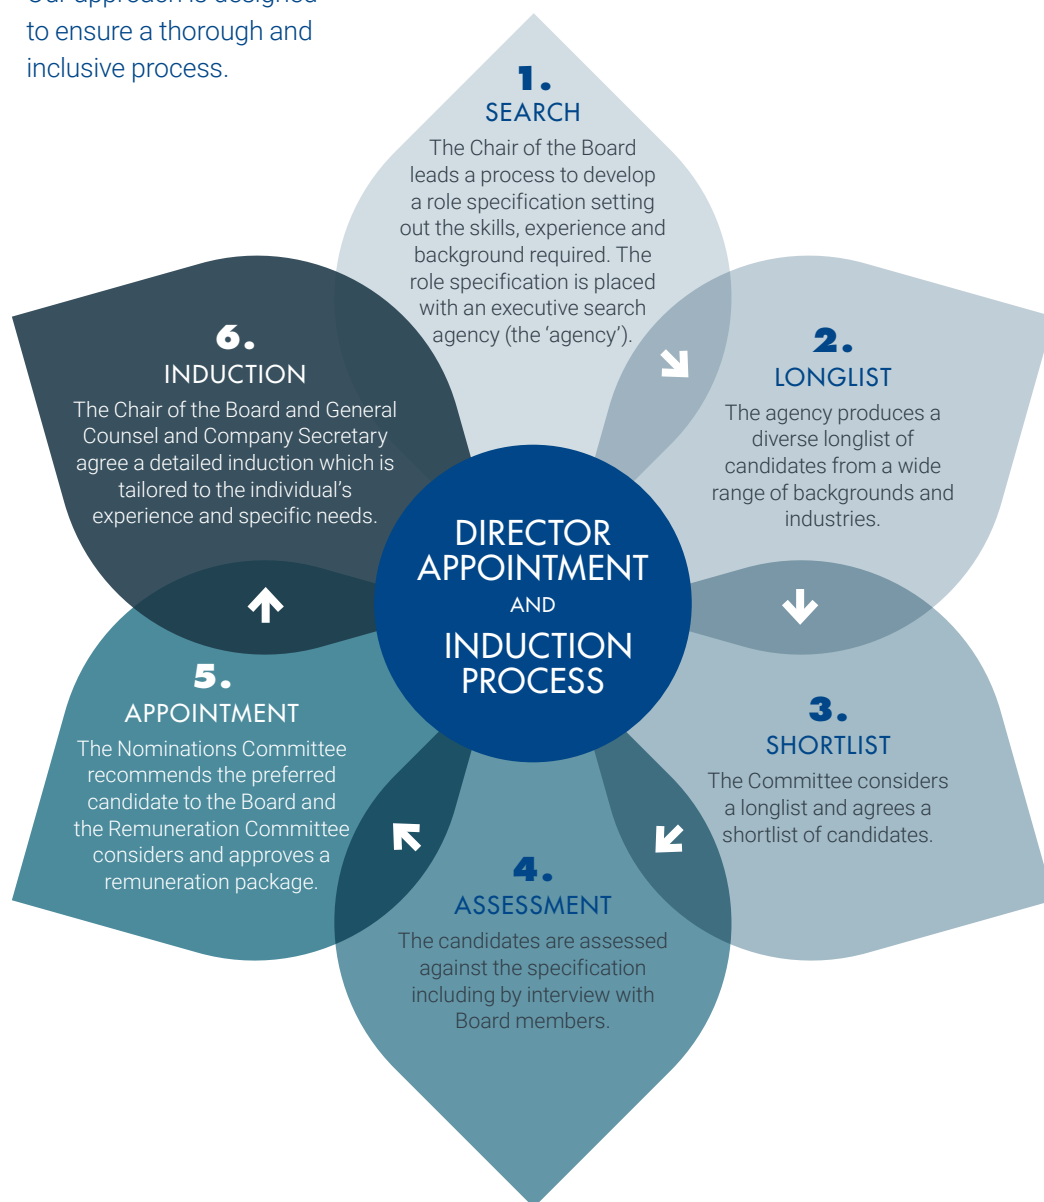 Our approach is designed
to ensure a thorough and
inclusive process.
1.
SEARCH
The Chair of the Board
leads a process to develop
a role specification setting
out the skills, experience and
background required. The
role specification is placed
with an executive search
agency (the ‘agency’).
2.
LONGLIST
The agency produces a
diverse longlist of
candidates from a wide
range of backgrounds and
industries.
3.
SHORTLIST
The Committee considers
a longlist and agrees a
shortlist of candidates.
4.
ASSESSMENT
The candidates are assessed
against the specification
including by interview with
Board members.
5.
APPOINTMENT
The Nominations Committee
recommends the preferred
candidate to the Board and
the Remuneration Committee
considers and approves a
remuneration package.
6.
INDUCTION
The Chair of the Board and General
Counsel and Company Secretary
agree a detailed induction which is
tailored to the individual’s
experience and specific needs.
DIRECTOR
APPOINTMENT
AND
INDUCTION
PROCESS